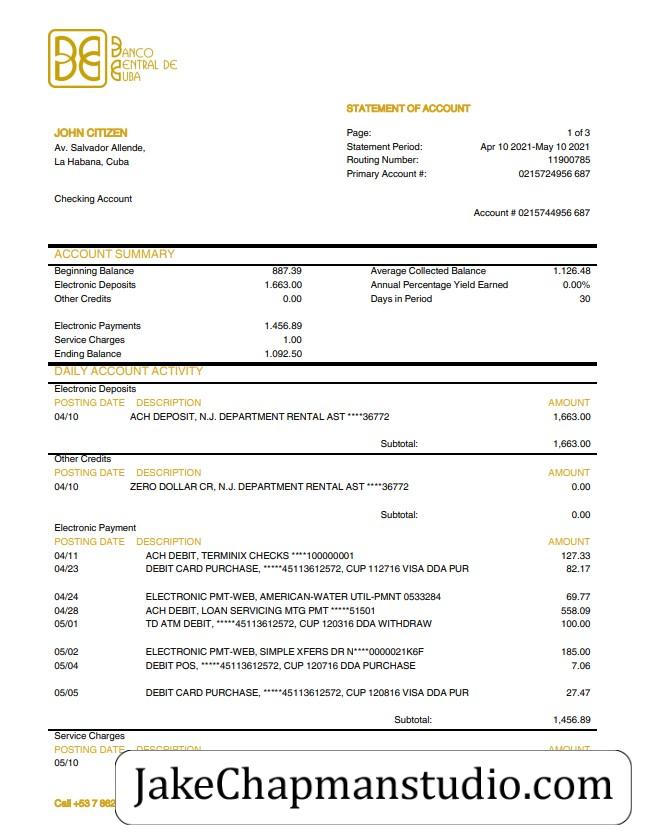 BANCO
CENTRAL DE
CUBA
STATEMENT OF ACCOUNT
JOHN CITIZEN
Av. Salvador Allende,
La Habana, Cuba
Page: 1 of 3
Statement Period: Apr 10 2021-May 10 2021
Routing Number: 11900785
Primary Account #: 0215724956 687
Checking Account
Account # 0215744956 687
ACCOUNT SUMMARY
Beginning Balance 887.39 Average Collected Balance 1.126.48
Electronic Deposits 1.663.00 Annual Percentage Yield Earned 0.00%
Other Credits 0.00 Days in Period 30
Electronic Payments 1.456.89
Service Charges 1.00
Ending Balance 1.092.50
DAILY ACCOUNT ACTIVITY
Electronic Deposits
POSTING DATE DESCRIPTION AMOUNT
04/10 ACH DEPOSIT, N.J. DEPARTMENT RENTAL AST ****36772 1,663.00
Subtotal: 1,663.00
Other Credits
POSTING DATE DESCRIPTION AMOUNT
04/10 ZERO DOLLAR CR, N.J. DEPARTMENT RENTAL AST ****36772 0.00
Subtotal: 0.00
Electronic Payment
POSTING DATE DESCRIPTION AMOUNT
04/11 ACH DEBIT, TERMINIX CHECKS ****100000001 127.33
04/23 DEBIT CARD PURCHASE, *****45113612572, CUP 112716 VISA DDA PUR 82.17
04/24 ELECTRONIC PMT-WEB, AMERICAN-WATER UTIL-PMNT 0533284 69.77
04/28 ACH DEBIT, LOAN SERVICING MTG PMT *****51501 558.09
05/01 TD ATM DEBIT, *****45113612572, CUP 120316 DDA WITHDRAW 100.00
05/02 ELECTRONIC PMT-WEB, SIMPLE XFERS DR N****0000021K6F 185.00
05/04 DEBIT POS, *****45113612572, CUP 120716 DDA PURCHASE 7.06
05/05 DEBIT CARD PURCHASE, *****45113612572, CUP 120816 VISA DDA PUR 27.47
Subtotal: 1,456.89
Service Charges
POSTING DATE DESCRIPTION AMOUNT
05/10
Call +53 7 862
JakeChapmanstudio.com